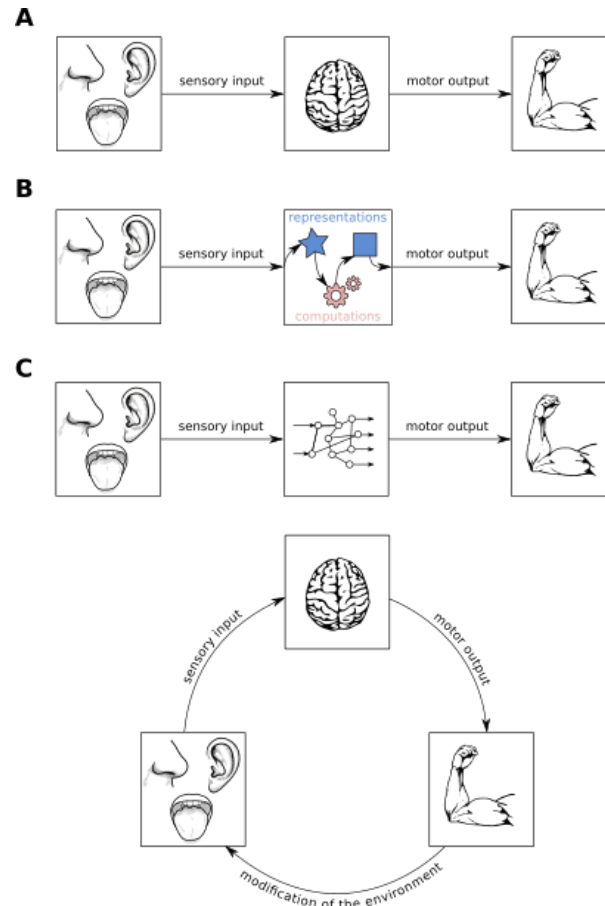 A
sensory input
motor output
B
representations
sensory input
motor output
computations
C
sensory input
motor output
sensory input
motor output
modification of the environment